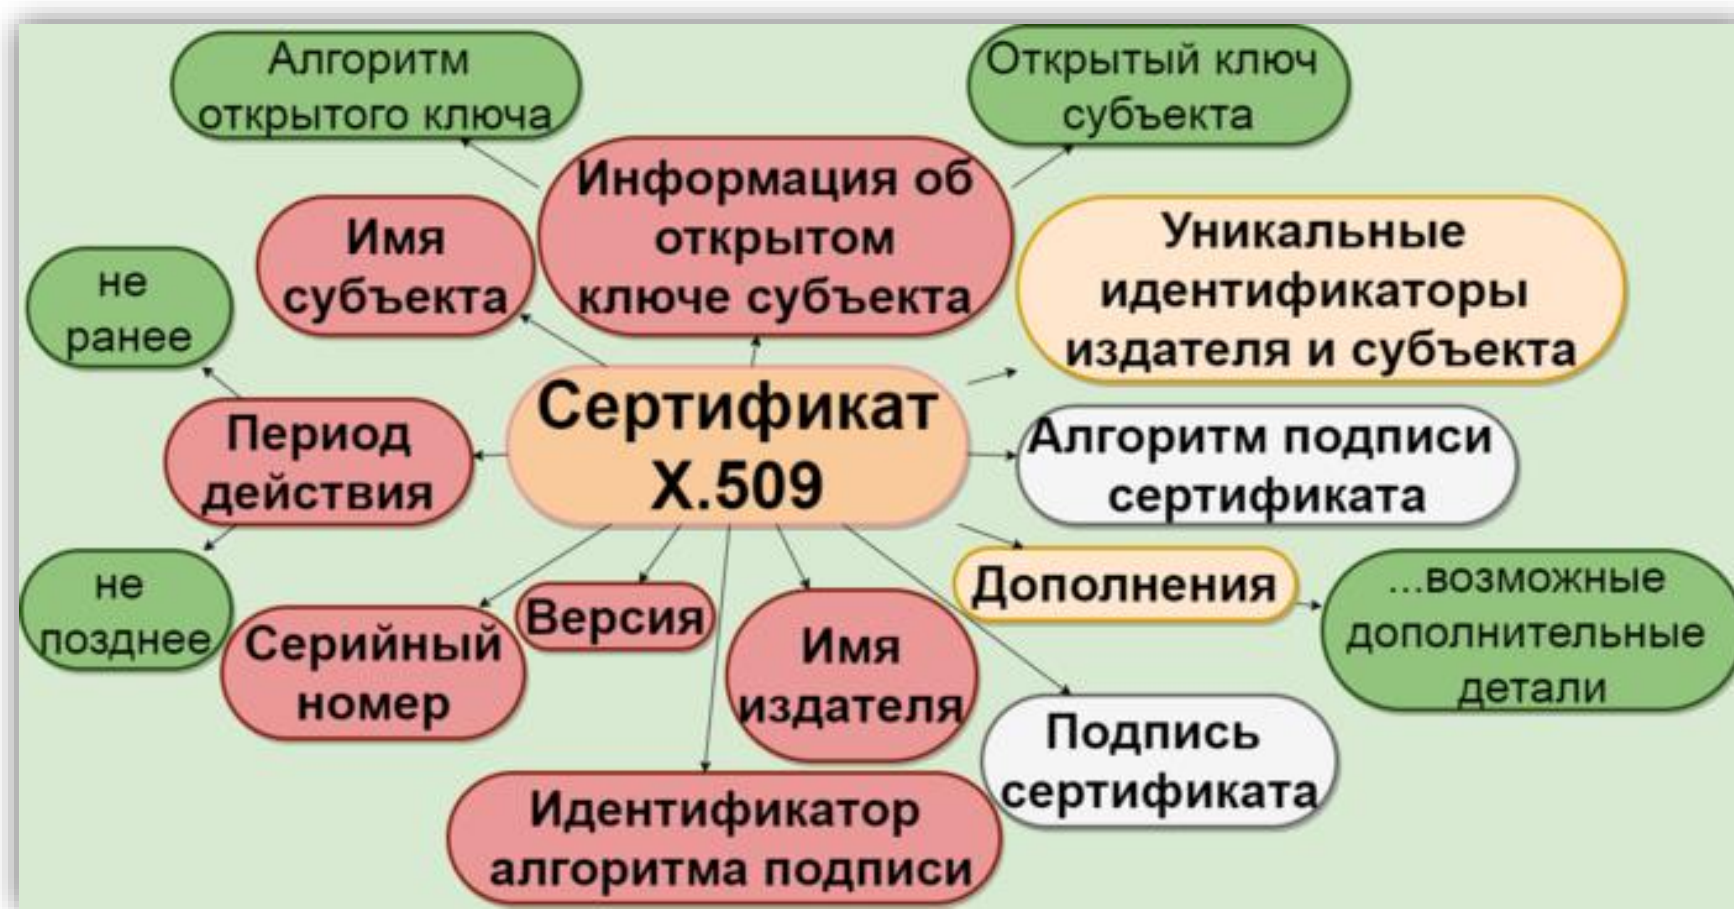 Алгоритм
открытого ключа
Открытый ключ
субъекта
Информация об
открытом
ключе субъекта
Имя
субъекта
Уникальные
идентификаторы
издателя и субъекта
не
ранее
Сертификат
X.509
Период
действия
Алгоритм подписи
сертификата
не
позднее
Серийный
номер
Версия
Имя
издателя
Дополнения
...возможные
дополнительные
детали
Подпись
сертификата
Идентификатор
алгоритма подписи